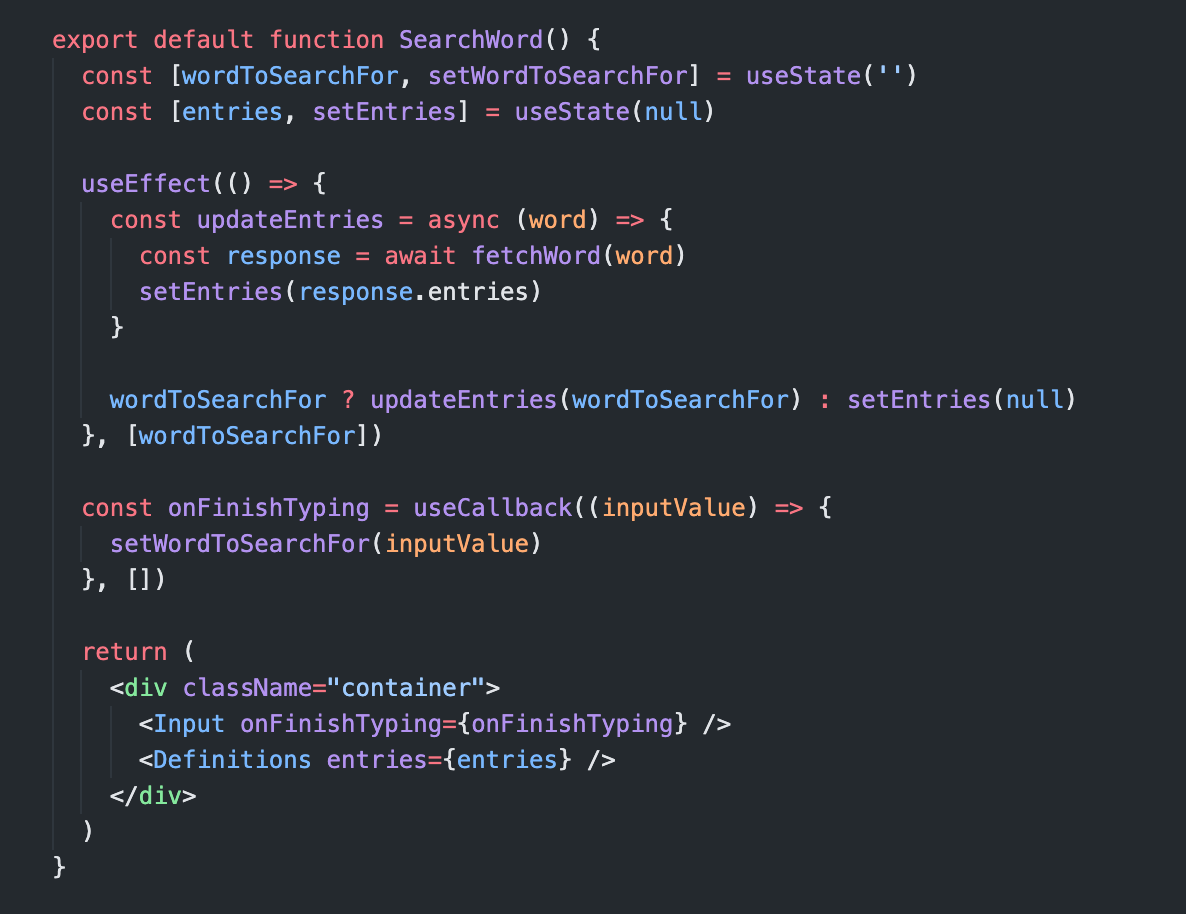 export default function SearchWord() {
  const [wordToSearchFor, setWordToSearchFor] = useState('')
  const [entries, setEntries] = useState(null)

  useEffect(() => {
    const updateEntries = async (word) => {
      const response = await fetchWord(word)
      setEntries(response.entries)
    }

    wordToSearchFor ? updateEntries(wordToSearchFor) : setEntries(null)
  }, [wordToSearchFor])

  const onFinishTyping = useCallback((inputValue) => {
    setWordToSearchFor(inputValue)
  }, [])

  return (
    <div className="container">
      <Input onFinishTyping={onFinishTyping} />
      <Definitions entries={entries} />
    </div>
  )
}